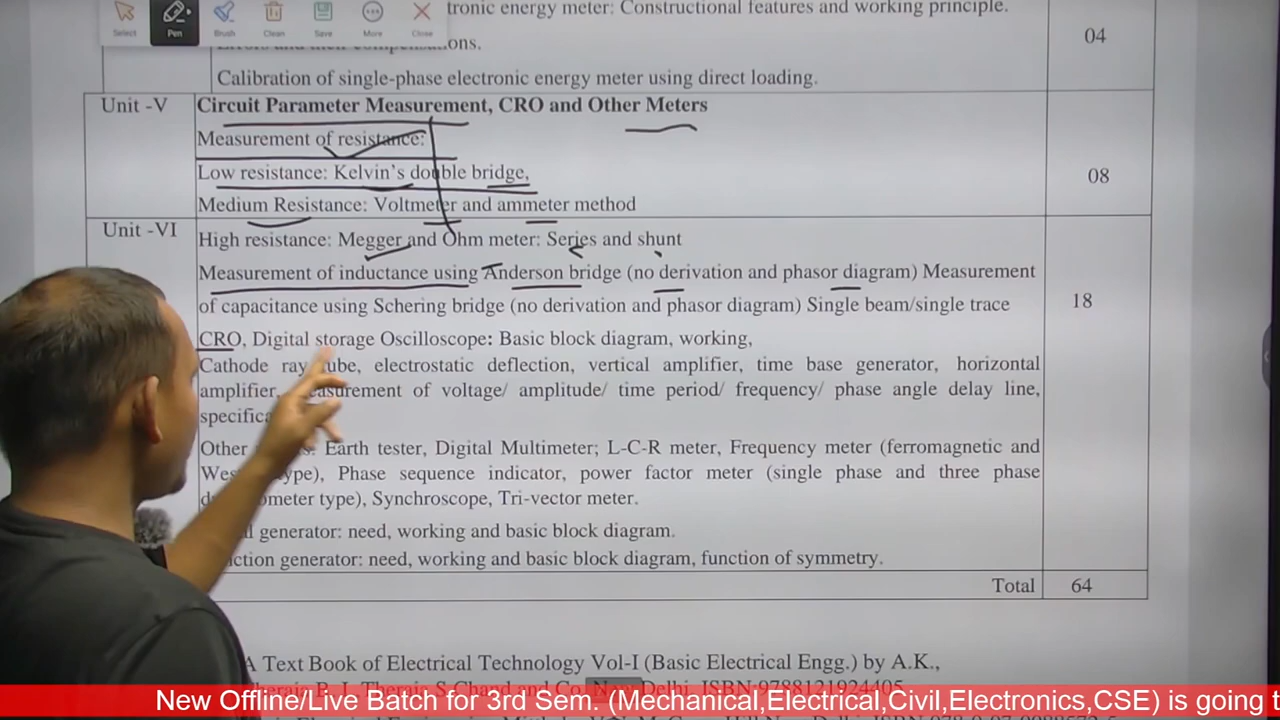 Select
Pen
Brush
Clean
Save
More
Close
tronic energy meter: Constructional features and working principle.
04
Calibration of single-phase electronic energy meter using direct loading.
Unit -V
Circuit Parameter Measurement, CRO and Other Meters
Measurement of resistance:
Low resistance: Kelvin's double bridge,
08
Medium Resistance: Voltmeter and ammeter method
Unit -VI
High resistance: Megger and Ohm meter: Series and shunt
Measurement of inductance using Anderson bridge (no derivation and phasor diagram) Measurement
18
of capacitance using Schering bridge (no derivation and phasor diagram) Single beam/single trace
CRO, Digital storage Oscilloscope: Basic block diagram, working,
Cathode ray tube, electrostatic deflection, vertical amplifier, time base generator, horizontal
amplifier, measurement of voltage/ amplitude/ time period/ frequency/ phase angle delay line,
Other Earth tester, Digital Multimeter; L-C-R meter, Frequency meter (ferromagnetic and
type), Phase sequence indicator, power factor meter (single phase and three phase
type), Synchroscope, Tri-vector meter.
generator: need, working and basic block diagram.
generator: need, working and basic block diagram, function of symmetry.
Total
64
A Text Book of Electrical Technology Vol-I (Basic Electrical Engg.) by A.K.,
New Offline/Live Batch for 3rd Sem. (Mechanical,Electrical,Civil,Electronics,CSE) is going t